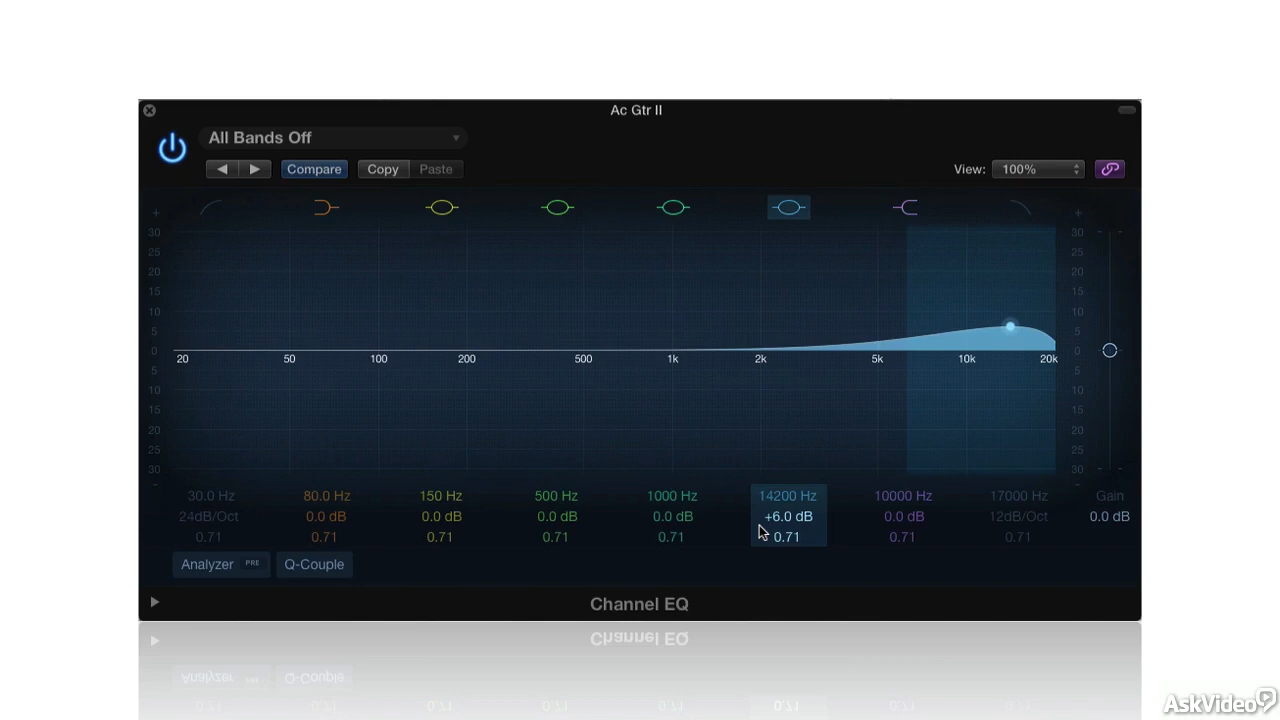 Ac Gtr II
All Bands Off
Compare Copy Paste View: 100%
+ +
30 30
25 25
20 20
15 15
10 10
5 5
0 0
20 50 100 200 500 1k 2k 5k 10k 20k
5 5
10 10
15 15
20 20
25 25
30 30
- -
30.0 Hz 80.0 Hz 150 Hz 500 Hz 1000 Hz 14200 Hz 10000 Hz 17000 Hz Gain
24dB/Oct 0.0 dB 0.0 dB 0.0 dB 0.0 dB +6.0 dB 0.0 dB 12dB/Oct 0.0 dB
0.71 0.71 0.71 0.71 0.71 0.71 0.71 0.71
Analyzer PRE Q-Couple
Channel EQ
AskVideo